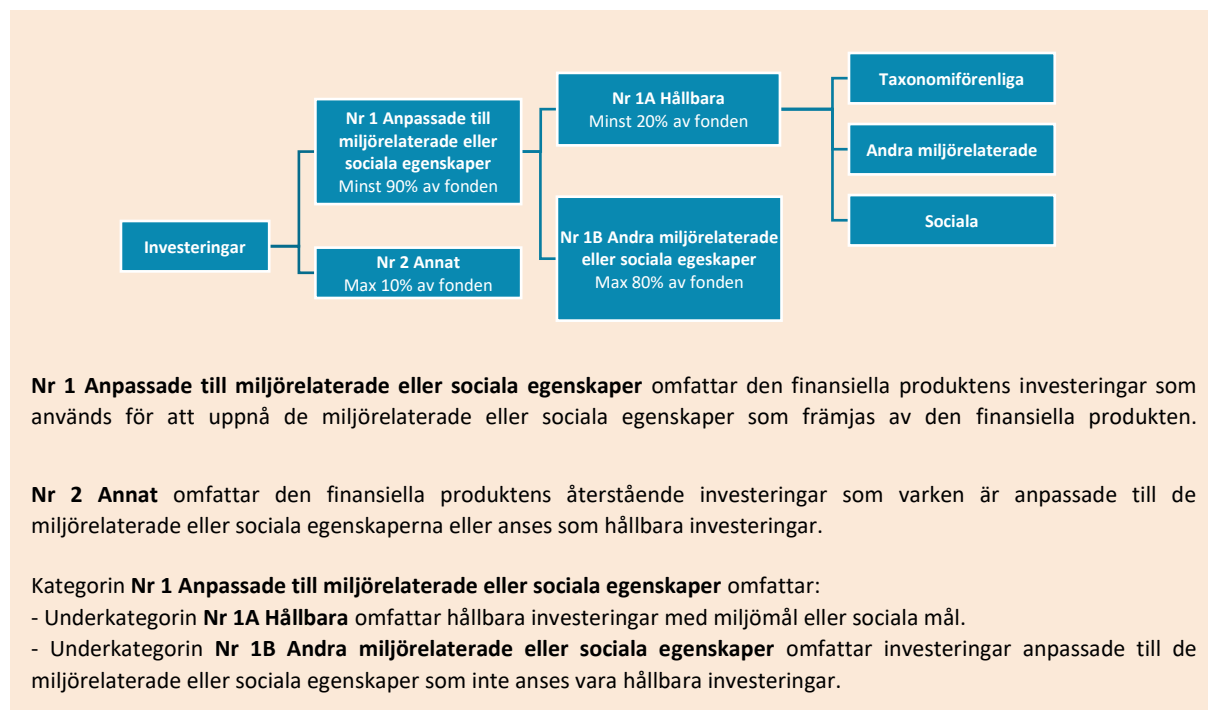 Investeringar
Nr 1 Anpassade till
miljörelaterade eller
sociala egenskaper
Minst 90% av fonden
Nr 2 Annat
Max 10% av fonden
Nr 1A Hållbara
Minst 20% av fonden
Nr 1B Andra miljörelaterade
eller sociala egeskaper
Max 80% av fonden
Taxonomiförenliga
Andra miljörelaterade
Sociala
Nr 1 Anpassade till miljörelaterade eller sociala egenskaper omfattar den finansiella produktens investeringar som
används för att uppnå de miljörelaterade eller sociala egenskaper som främjas av den finansiella produkten.
Nr 2 Annat omfattar den finansiella produktens återstående investeringar som varken är anpassade till de
miljörelaterade eller sociala egenskaperna eller anses som hållbara investeringar.
Kategorin Nr 1 Anpassade till miljörelaterade eller sociala egenskaper omfattar:
- Underkategorin Nr 1A Hållbara omfattar hållbara investeringar med miljömål eller sociala mål.
- Underkategorin Nr 1B Andra miljörelaterade eller sociala egenskaper omfattar investeringar anpassade till de
miljörelaterade eller sociala egenskaper som inte anses vara hållbara investeringar.